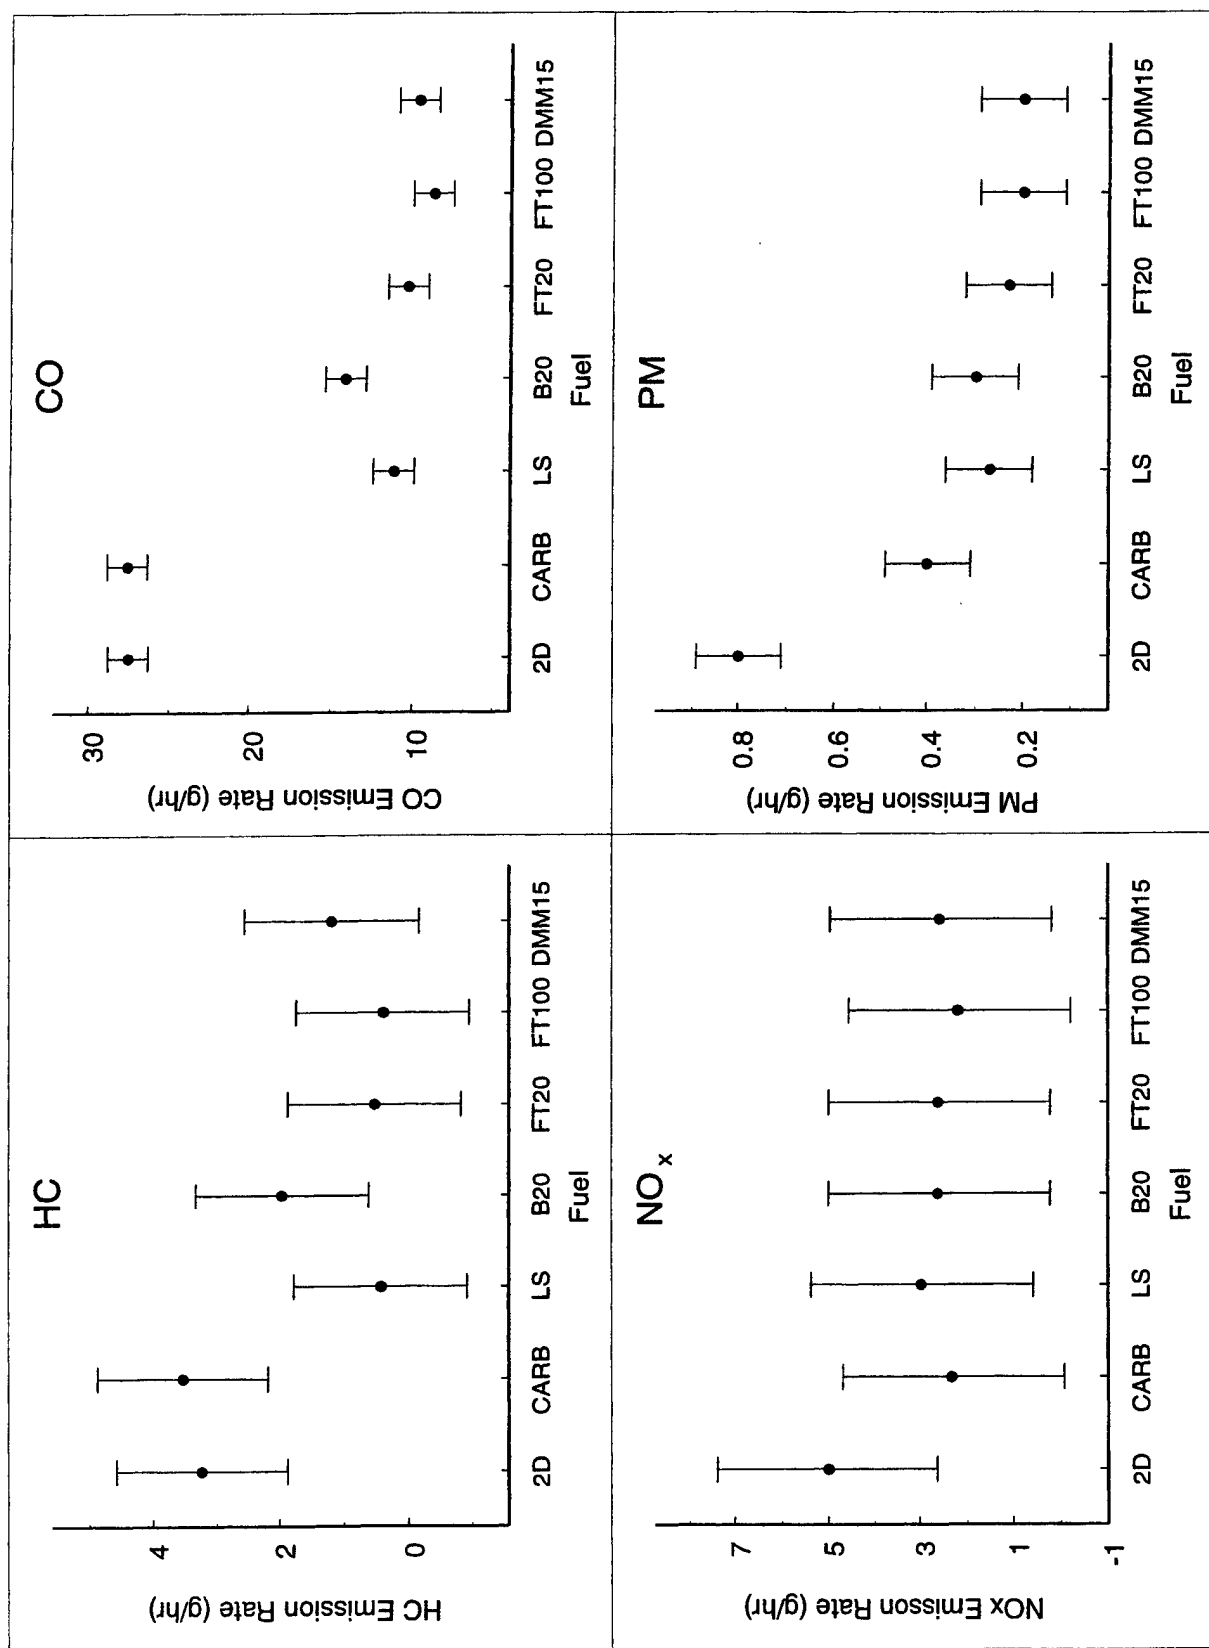 HC
HC Emission Rate (g/hr)
4
2
0
2D CARB LS B20 FT20 FT100 DMM15
Fuel
CO
CO Emission Rate (g/hr)
30
20
10
2D CARB LS B20 FT20 FT100 DMM15
Fuel
NOx
NOx Emisson Rate (g/hr)
7
5
3
1
-1
2D CARB LS B20 FT20 FT100 DMM15
Fuel
PM
PM Emission Rate (g/hr)
0.8
0.6
0.4
0.2
2D CARB LS B20 FT20 FT100 DMM15
Fuel